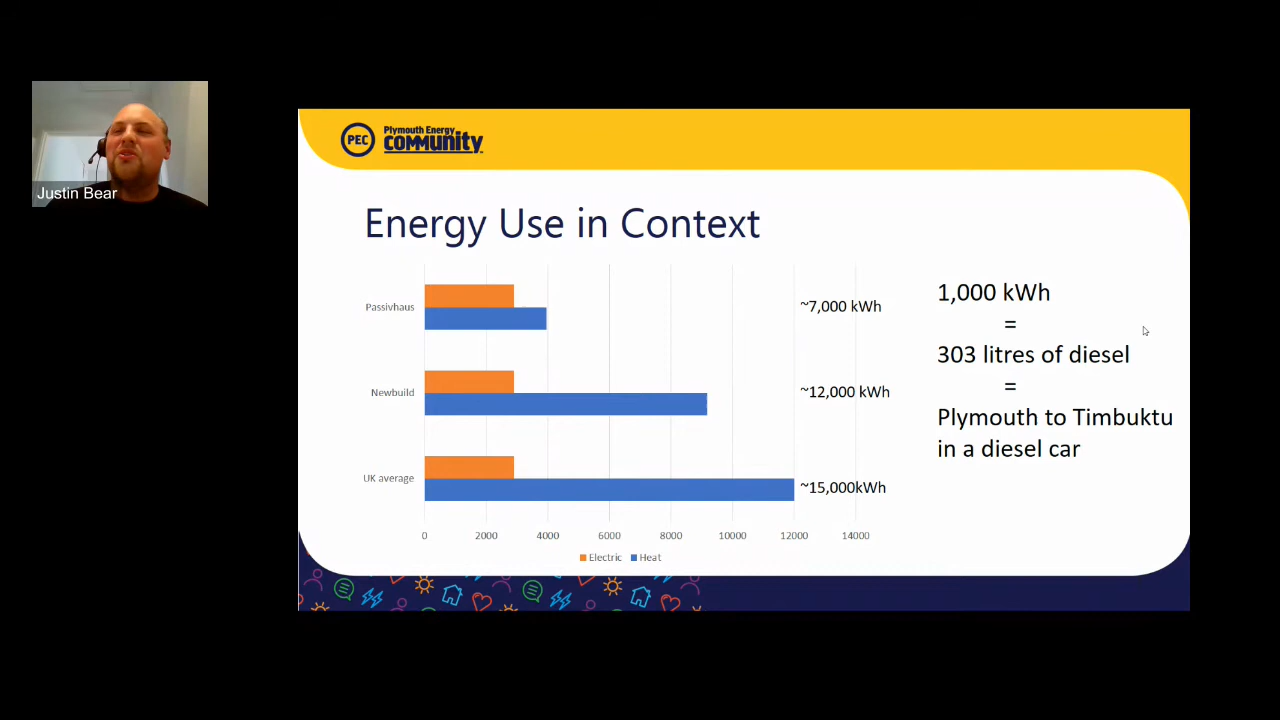 PEC
Plymouth Energy
community
Justin Bear
Energy Use in Context
Passivhaus
~7,000 kWh
Newbuild
~12,000 kWh
UK average
~15,000kWh
0 2000 4000 6000 8000 10000 12000 14000
Electric Heat
1,000 kWh
=
303 litres of diesel
=
Plymouth to Timbuktu
in a diesel car